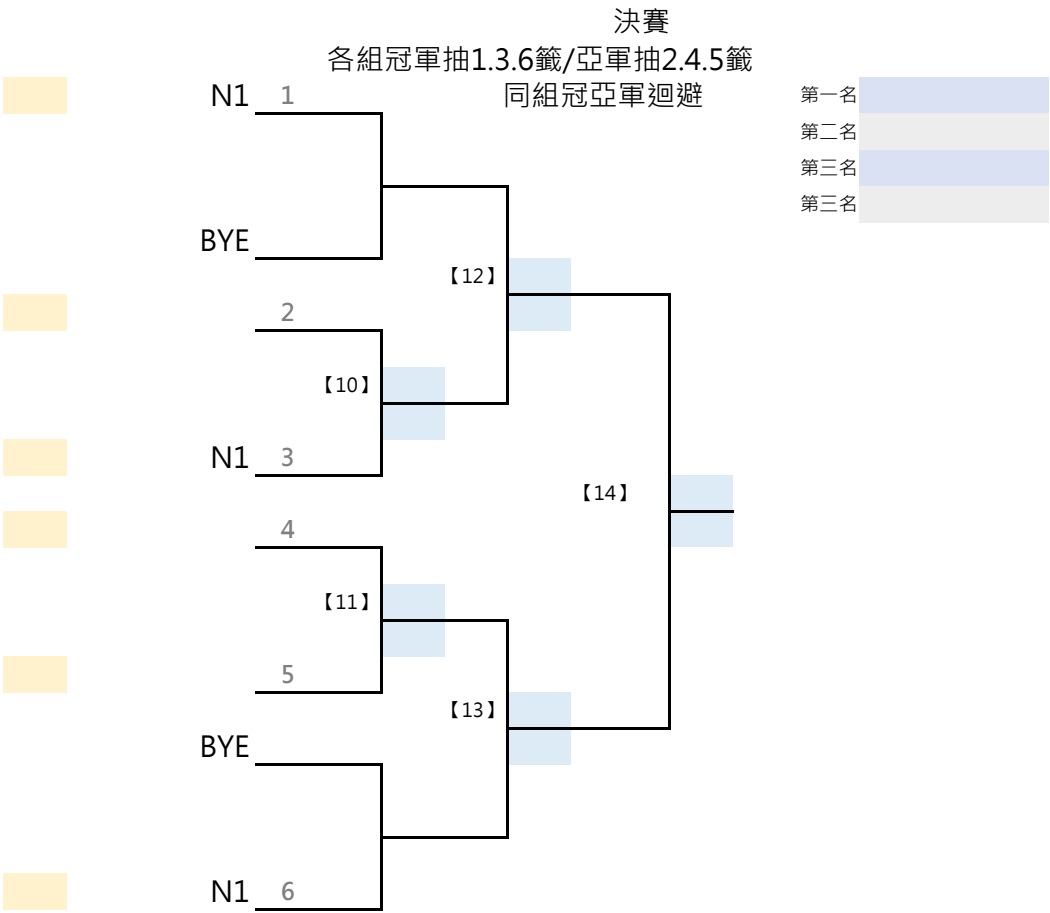 決賽
各組冠軍抽1.3.6籤/亞軍抽2.4.5籤
同組冠亞軍迴避
第一名
第二名
第三名
第三名
N1 1
BYE
【12】
2
【10】
N1 3
【14】
4
【11】
5
【13】
BYE
N1 6